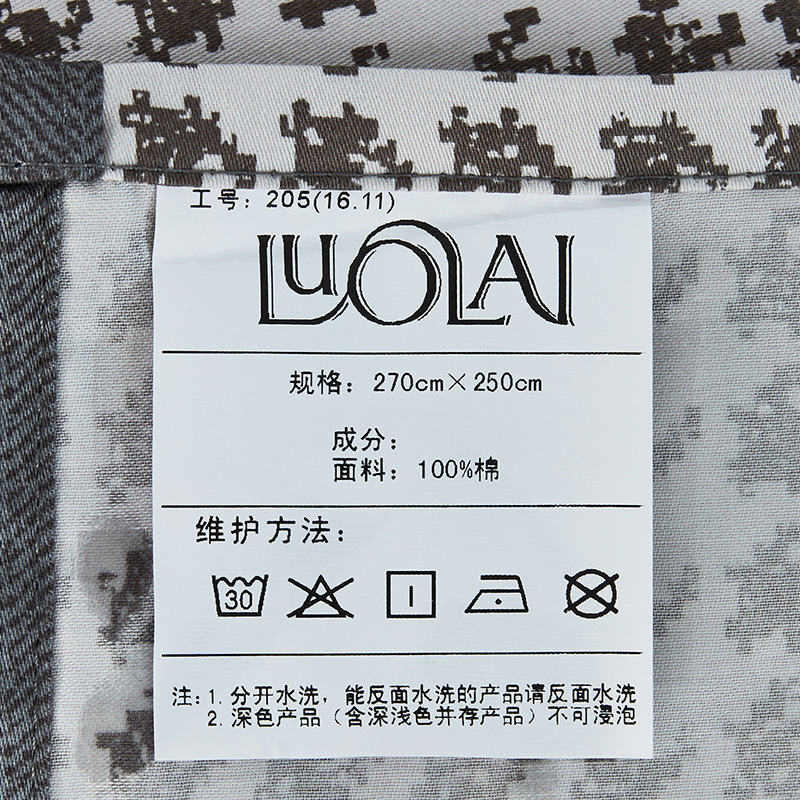 工号：205(16.11)
LUOLAI
规格：270cm×250cm
成分：
面料：100%棉
维护方法：
30
注：1. 分开水洗，能反面水洗的产品请反面水洗
2. 深色产品（含深浅色并存产品）不可浸泡